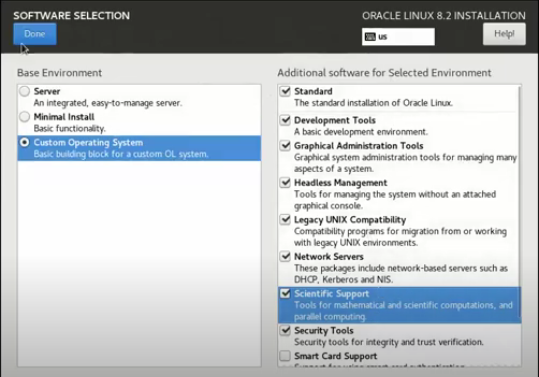 SOFTWARE SELECTION
Done
ORACLE LINUX 8.2 INSTALLATION
us
Help!
Base Environment
Server
An integrated, easy-to-manage server.
Minimal Install
Basic functionality.
Custom Operating System
Basic building block for a custom OL system.
Additional software for Selected Environment
Standard
The standard installation of Oracle Linux.
Development Tools
A basic development environment.
Graphical Administration Tools
Graphical system administration tools for managing many
aspects of a system.
Headless Management
Tools for managing the system without an attached
graphical console.
Legacy UNIX Compatibility
Compatibility programs for migration from or working
with legacy UNIX environments.
Network Servers
These packages include network-based servers such as
DHCP, Kerberos and NIS.
Scientific Support
Tools for mathematical and scientific computations, and
parallel computing.
Security Tools
Security tools for integrity and trust verification.
Smart Card Support
Support for using smart card authentication.